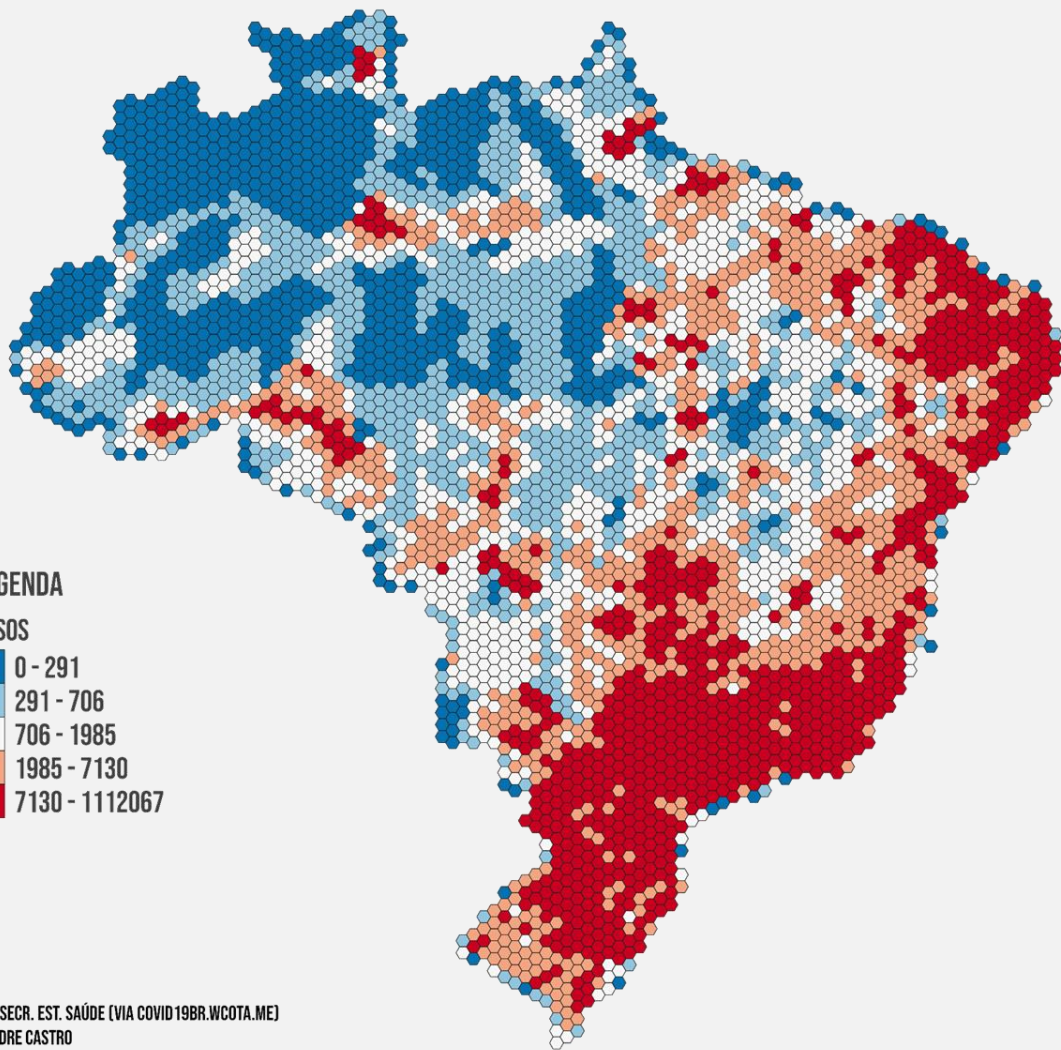 GENDA
SOS
0 - 291
291 - 706
706 - 1985
1985 - 7130
7130 - 1112067
SECR. EST. SAÚDE (VIA COVID19BR.WCOTA.ME)
DRE CASTRO